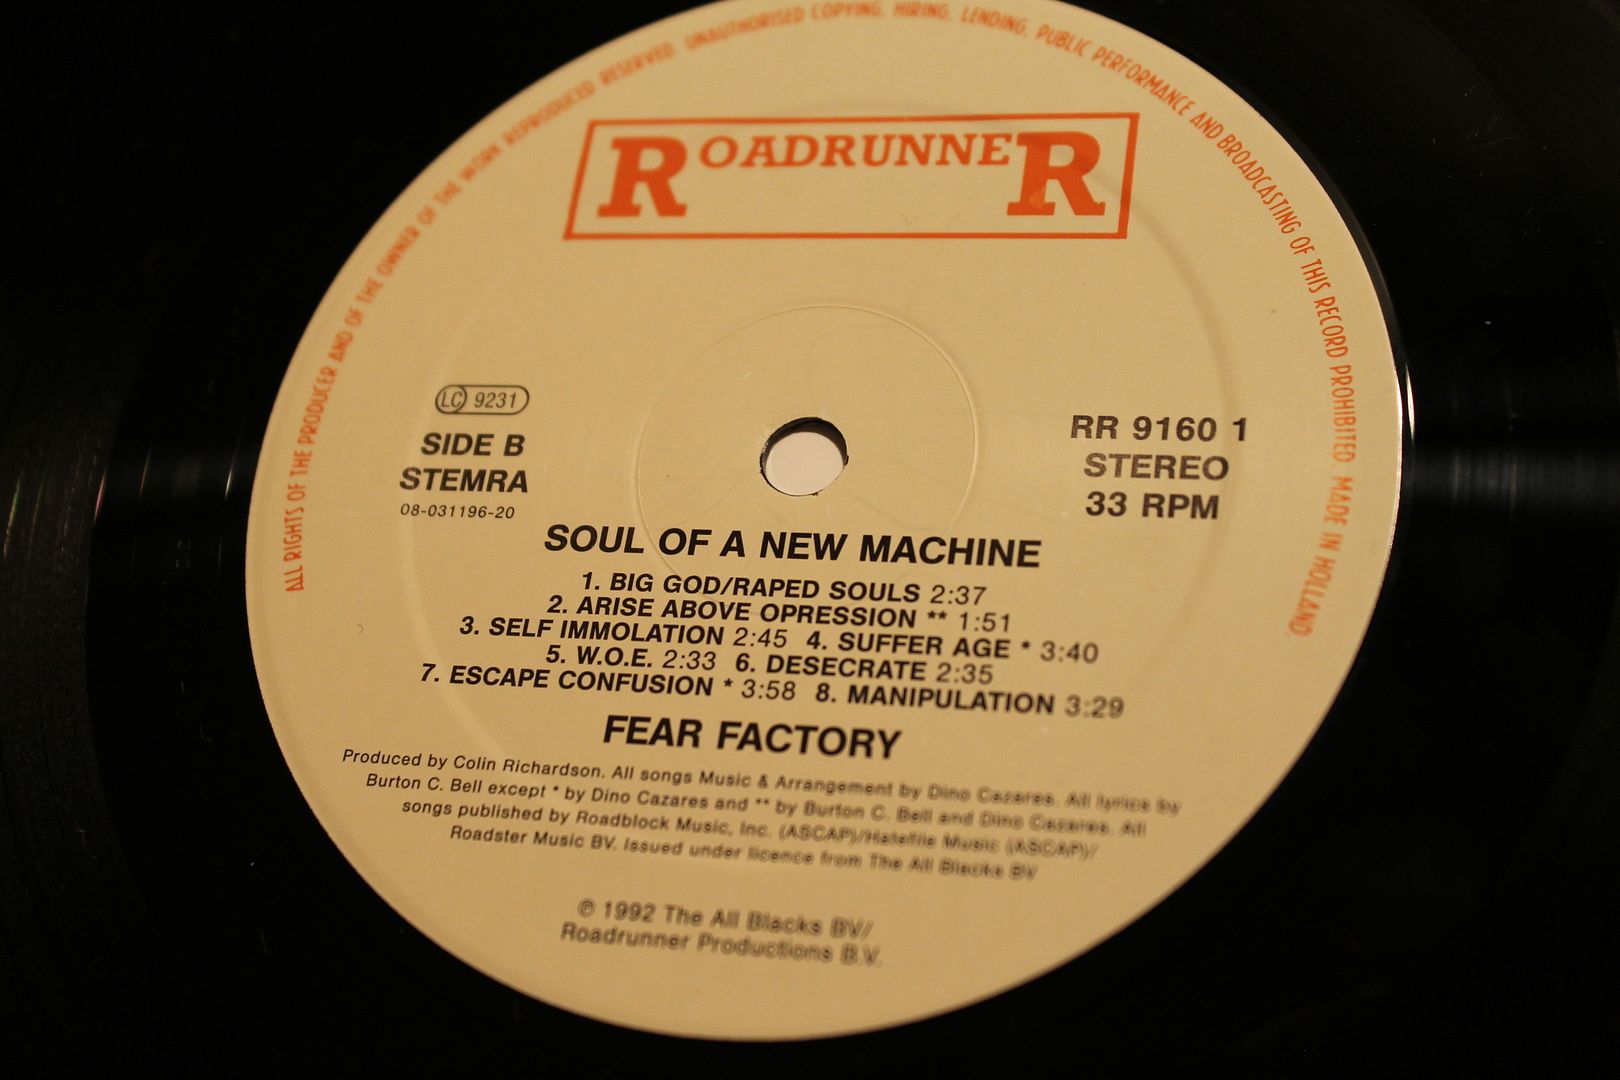 ALL RIGHTS OF THE PRODUCER AND OF THE OWNER OF THE WORK REPRODUCED RESERVED. UNAUTHORISED COPYING, HIRING, LENDING, PUBLIC PERFORMANCE AND BROADCASTING OF THIS RECORD PROHIBITED. MADE IN HOLLAND.
ROADRUNNER
LC 9231
SIDE B
STEMRA
08-031196-20
RR 9160 1
STEREO
33 RPM
SOUL OF A NEW MACHINE
1. BIG GOD/RAPED SOULS 2:37
2. ARISE ABOVE OPRESSION ** 1:51
3. SELF IMMOLATION 2:45 4. SUFFER AGE * 3:40
5. W.O.E. 2:33 6. DESECRATE 2:35
7. ESCAPE CONFUSION * 3:58 8. MANIPULATION 3:29
FEAR FACTORY
Produced by Colin Richardson. All songs Music & Arrangement by Dino Cazares. All lyrics by
Burton C. Bell except * by Dino Cazares and ** by Burton C. Bell and Dino Cazares. All
songs published by Roadblock Music, Inc. (ASCAP)/Hatefile Music (ASCAP)/
Roadster Music BV. Issued under licence from The All Blacks BV
℗ 1992 The All Blacks BV/
Roadrunner Productions B.V.